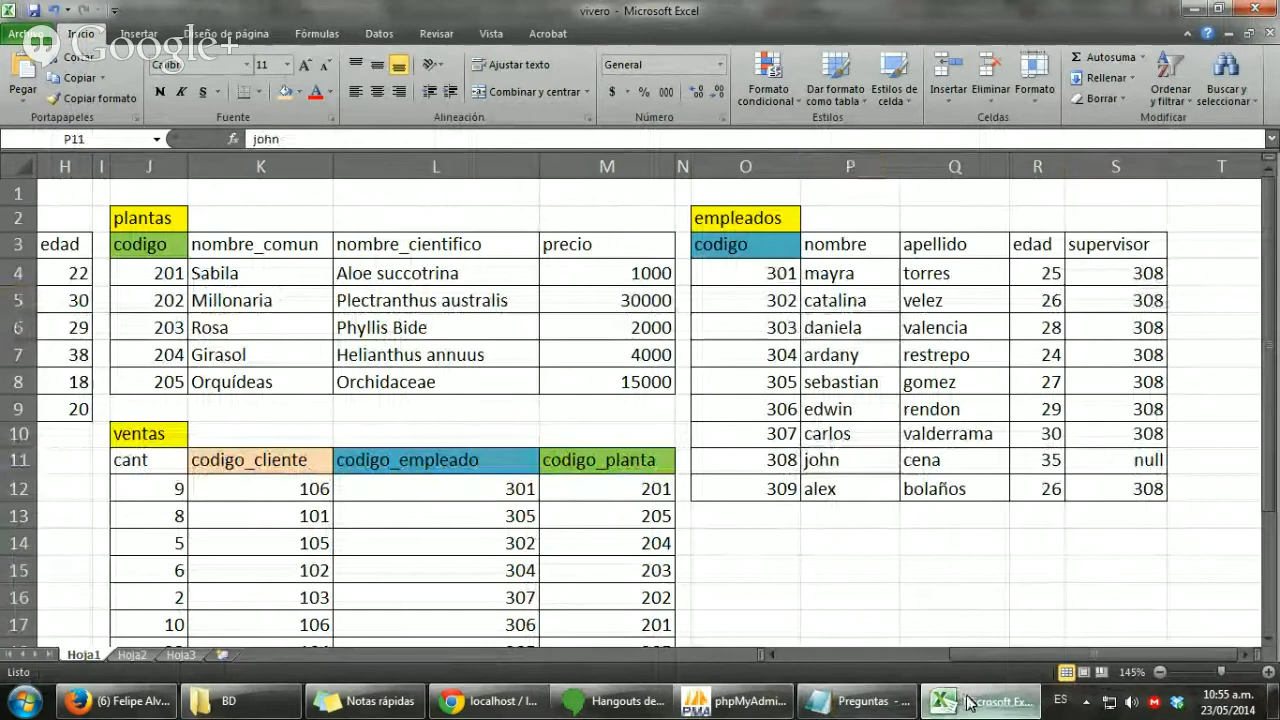 vivero - Microsoft Excel
Archivo Inicio Insertar Diseño de página Fórmulas Datos Revisar Vista Acrobat
Google+
Pegar
Cortar
Copiar
Copiar formato
Portapapeles
Calibri 11
N K S
Fuente
Ajustar texto
Combinar y centrar
Alineación
General
$ % 000
Número
Formato condicional
Dar formato como tabla
Estilos de celda
Estilos
Insertar Eliminar Formato
Celdas
Autosuma
Rellenar
Borrar
Ordenar y filtrar
Buscar y seleccionar
Modificar
P11 fx john
H I J K L M N O P Q R S T
1
2 plantas empleados
3 edad codigo nombre_comun nombre_cientifico precio codigo nombre apellido edad supervisor
4 22 201 Sabila Aloe succotrina 1000 301 mayra torres 25 308
5 30 202 Millonaria Plectranthus australis 30000 302 catalina velez 26 308
6 29 203 Rosa Phyllis Bide 2000 303 daniela valencia 28 308
7 38 204 Girasol Helianthus annuus 4000 304 ardany restrepo 24 308
8 18 205 Orquídeas Orchidaceae 15000 305 sebastian gomez 27 308
9 20 306 edwin rendon 29 308
10 ventas 307 carlos valderrama 30 308
11 cant codigo_cliente codigo_empleado codigo_planta 308 john cena 35 null
12 9 106 301 201 309 alex bolaños 26 308
13 8 101 305 205
14 5 105 302 204
15 6 102 304 203
16 2 103 307 202
17 10 106 306 201
Hoja1 Hoja2 Hoja3
Listo 145%
(6) Felipe Alv... BD Notas rápidas localhost / l... Hangouts de... phpMyAdmi... Preguntas - ... Microsoft Ex... ES
10:55 a.m.
23/05/2014